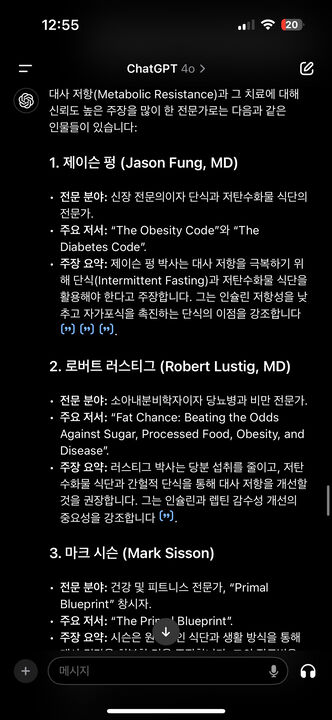 12:55
20
ChatGPT 4o >
대사 저항(Metabolic Resistance)과 그 치료에 대해
신뢰도 높은 주장을 많이 한 전문가로는 다음과 같은
인물들이 있습니다:
1. 제이슨 펑 (Jason Fung, MD)
• 전문 분야: 신장 전문의이자 단식과 저탄수화물 식단의
전문가.
• 주요 저서: “The Obesity Code”와 “The
Diabetes Code”.
• 주장 요약: 제이슨 펑 박사는 대사 저항을 극복하기 위
해 단식(Intermittent Fasting)과 저탄수화물 식단을
활용해야 한다고 주장합니다. 그는 인슐린 저항성을 낮
추고 자가포식을 촉진하는 단식의 이점을 강조합니다
.
2. 로버트 러스티그 (Robert Lustig, MD)
• 전문 분야: 소아내분비학자이자 당뇨병과 비만 전문가.
• 주요 저서: “Fat Chance: Beating the Odds
Against Sugar, Processed Food, Obesity, and
Disease”.
• 주장 요약: 러스티그 박사는 당분 섭취를 줄이고, 저탄
수화물 식단과 간헐적 단식을 통해 대사 저항을 개선할
것을 권장합니다. 그는 인슐린과 렙틴 감수성 개선의
중요성을 강조합니다 .
3. 마크 시슨 (Mark Sisson)
• 전문 분야: 건강 및 피트니스 전문가, “Primal
Blueprint” 창시자.
• 주요 저서: “The Blueprint”.
• 주장 요약: 시슨은 식단과 생활 방식을 통해
메시지